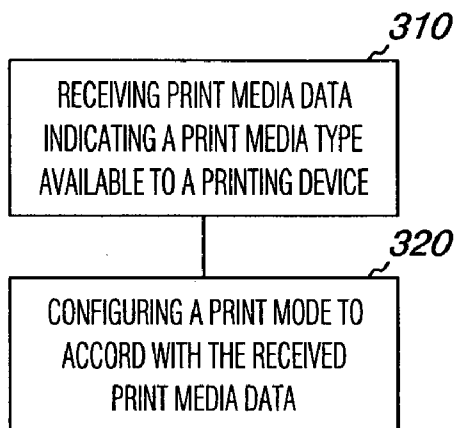 310
RECEIVING PRINT MEDIA DATA
INDICATING A PRINT MEDIA TYPE
AVAILABLE TO A PRINTING DEVICE
320
CONFIGURING A PRINT MODE TO
ACCORD WITH THE RECEIVED
PRINT MEDIA DATA